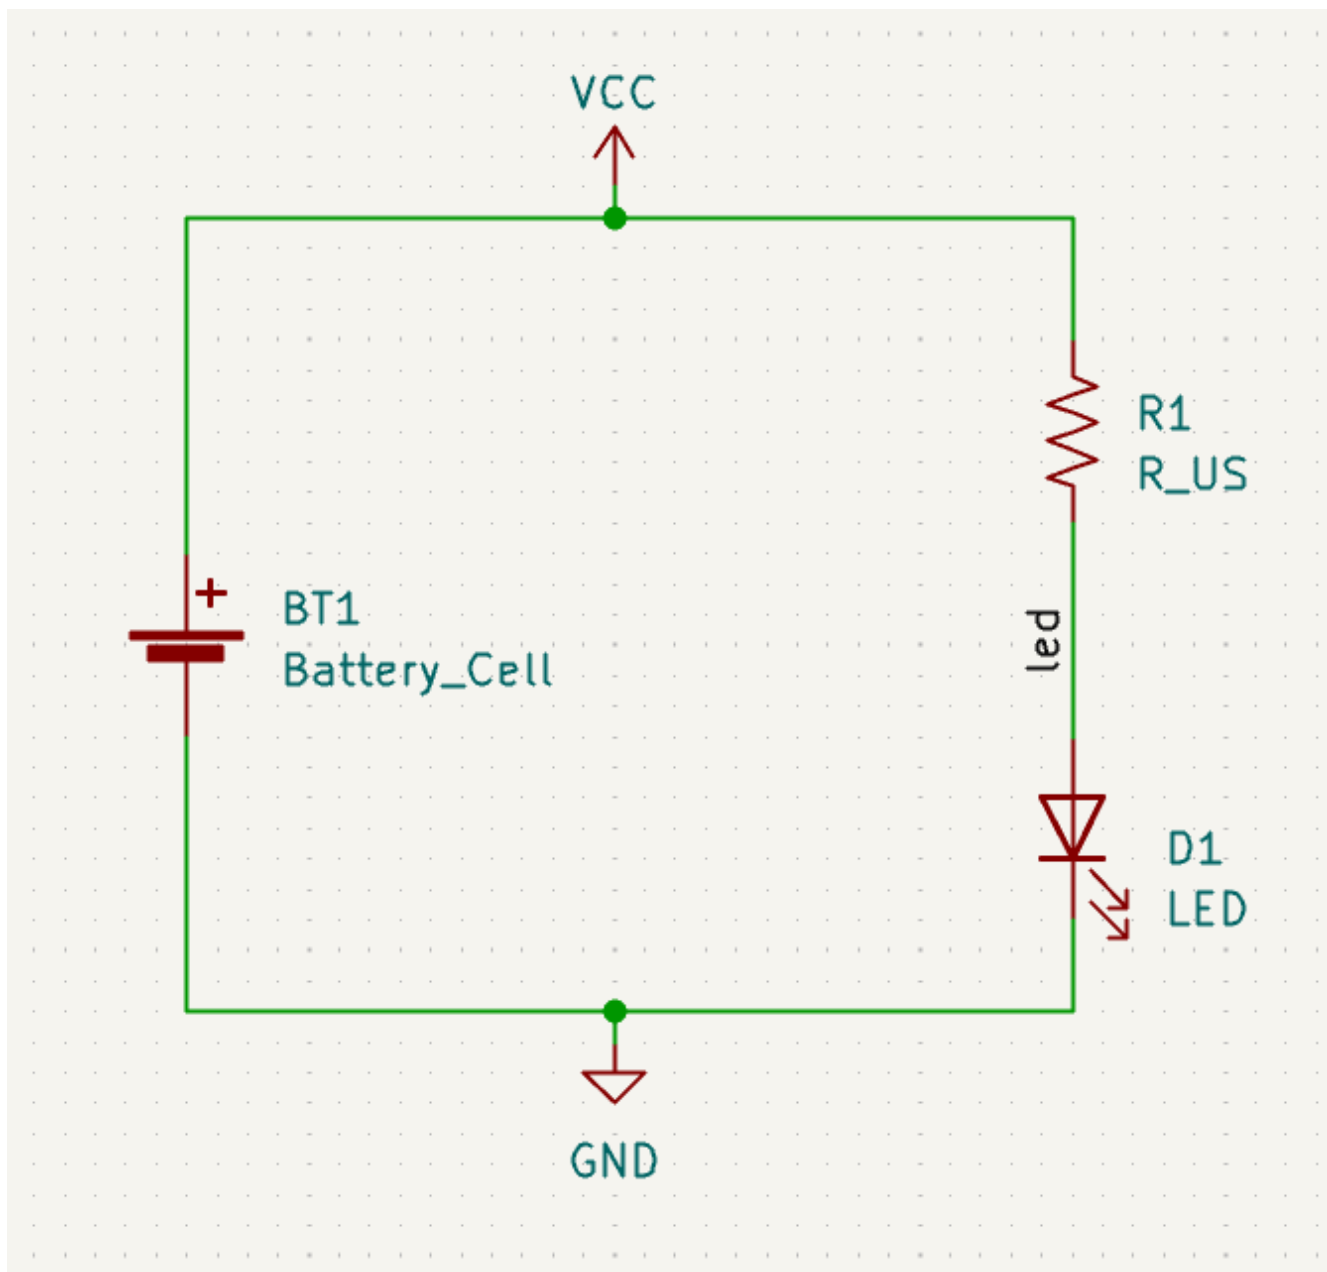 VCC
R1
R_US
+
BT1
Battery_Cell
led
D1
LED
GND